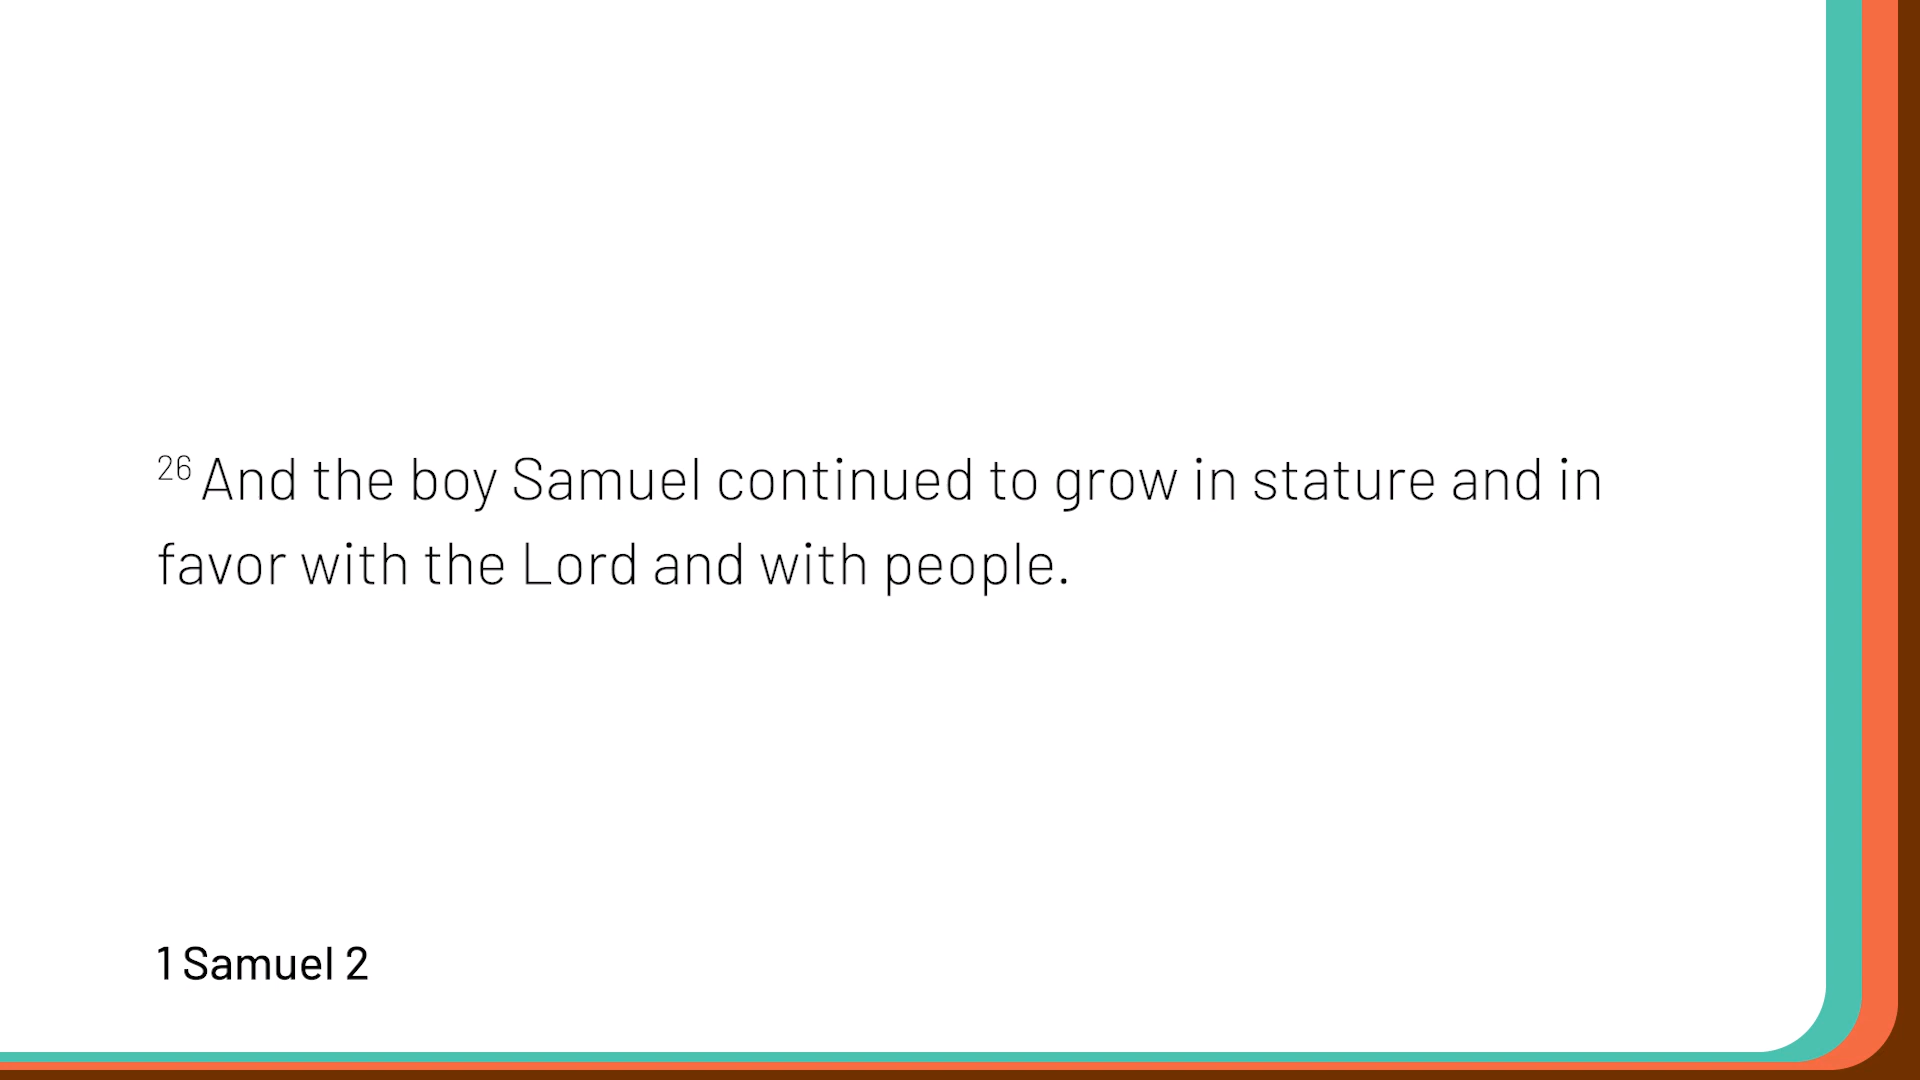 26 And the boy Samuel continued to grow in stature and in
favor with the Lord and with people.
1 Samuel 2